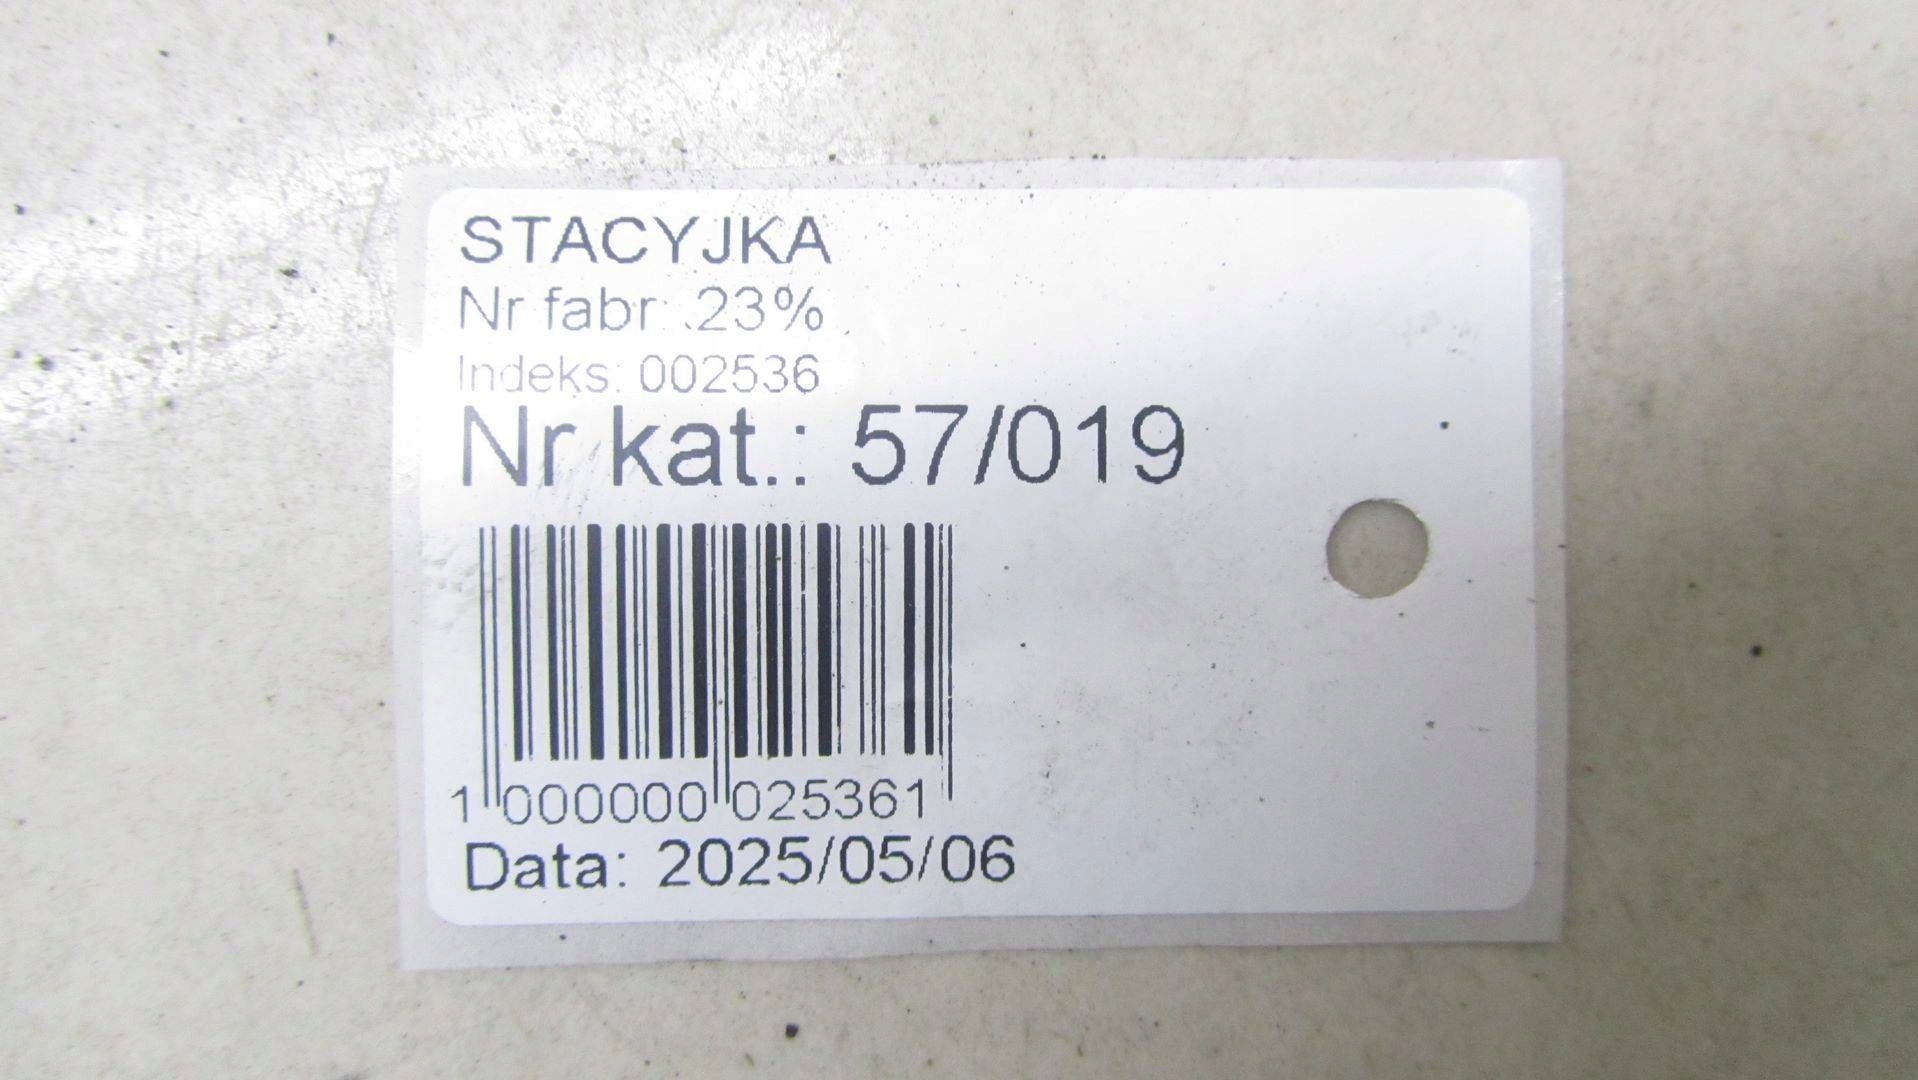 STACYJKA
Nr fabr: .23%
Indeks: 002536
Nr kat.: 57/019
1 000000 025361
Data: 2025/05/06